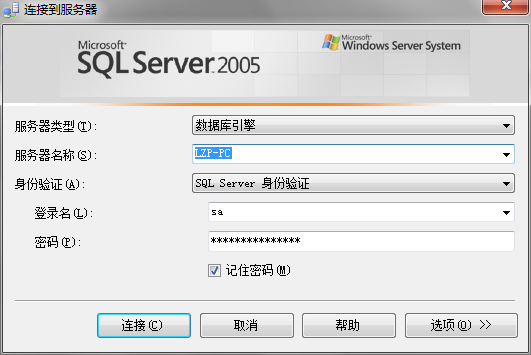 连接到服务器
Microsoft
SQL Server 2005
Microsoft
Windows Server System
服务器类型(T):
数据库引擎
服务器名称(S):
LZP-PC
身份验证(A):
SQL Server 身份验证
登录名(L):
sa
密码(P):
***************
记住密码(M)
连接(C)
取消
帮助
选项(O) >>